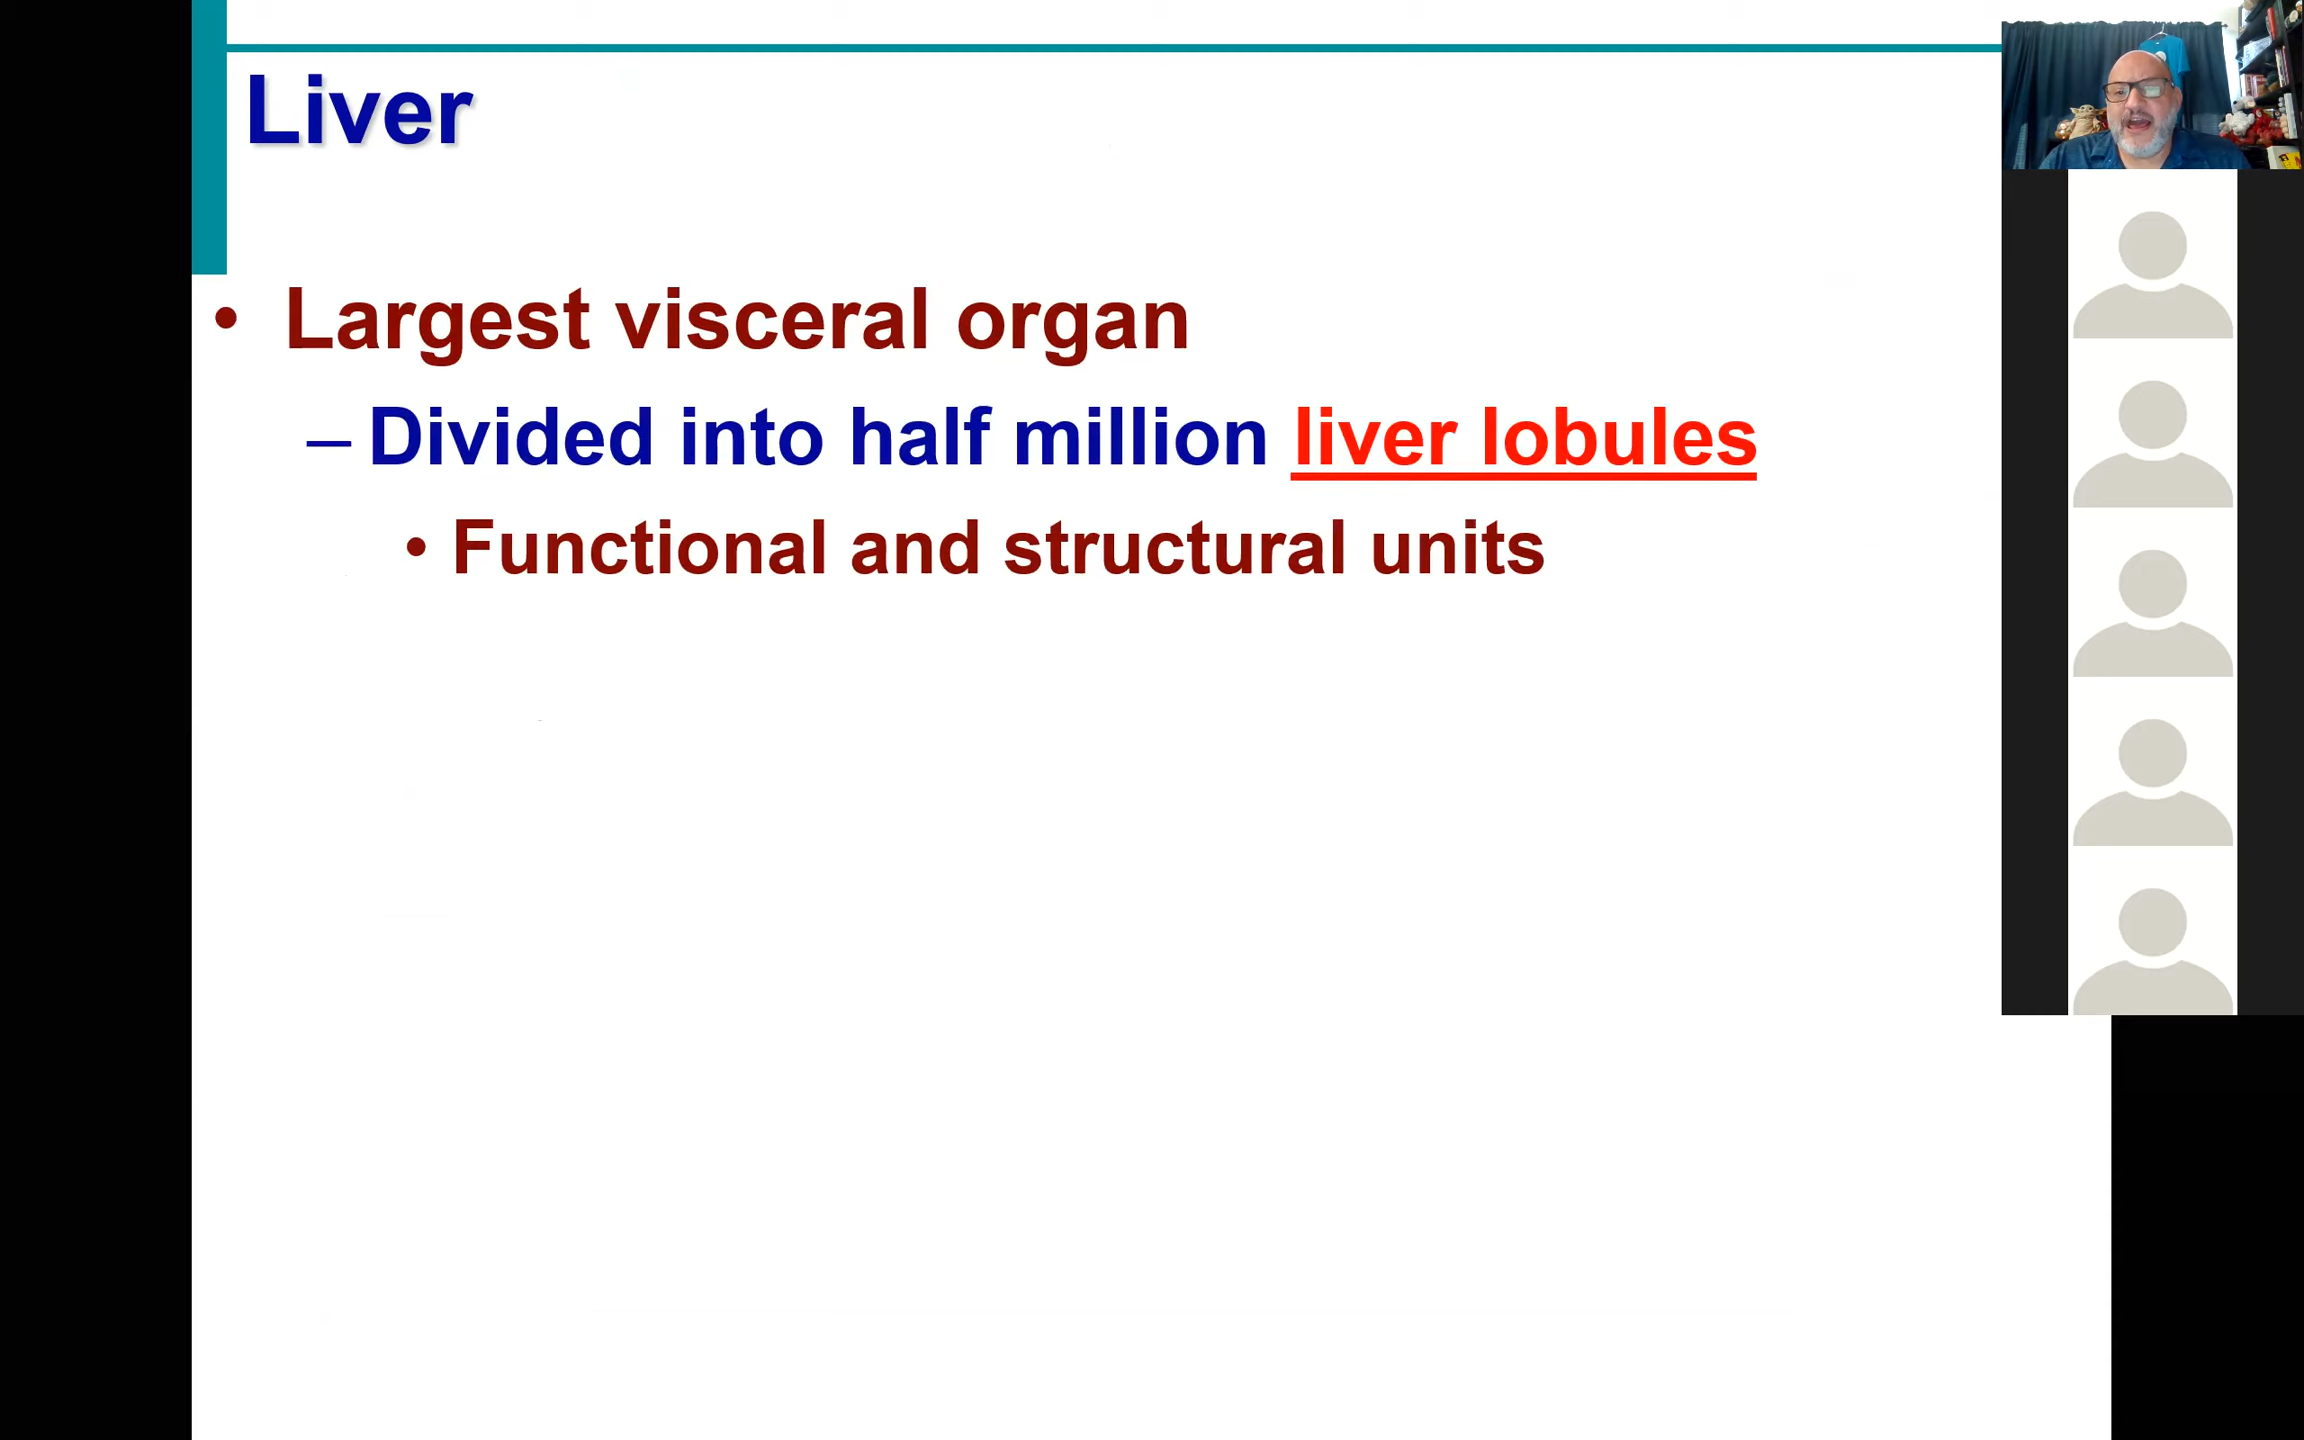 Liver
• Largest visceral organ
– Divided into half million liver lobules
• Functional and structural units